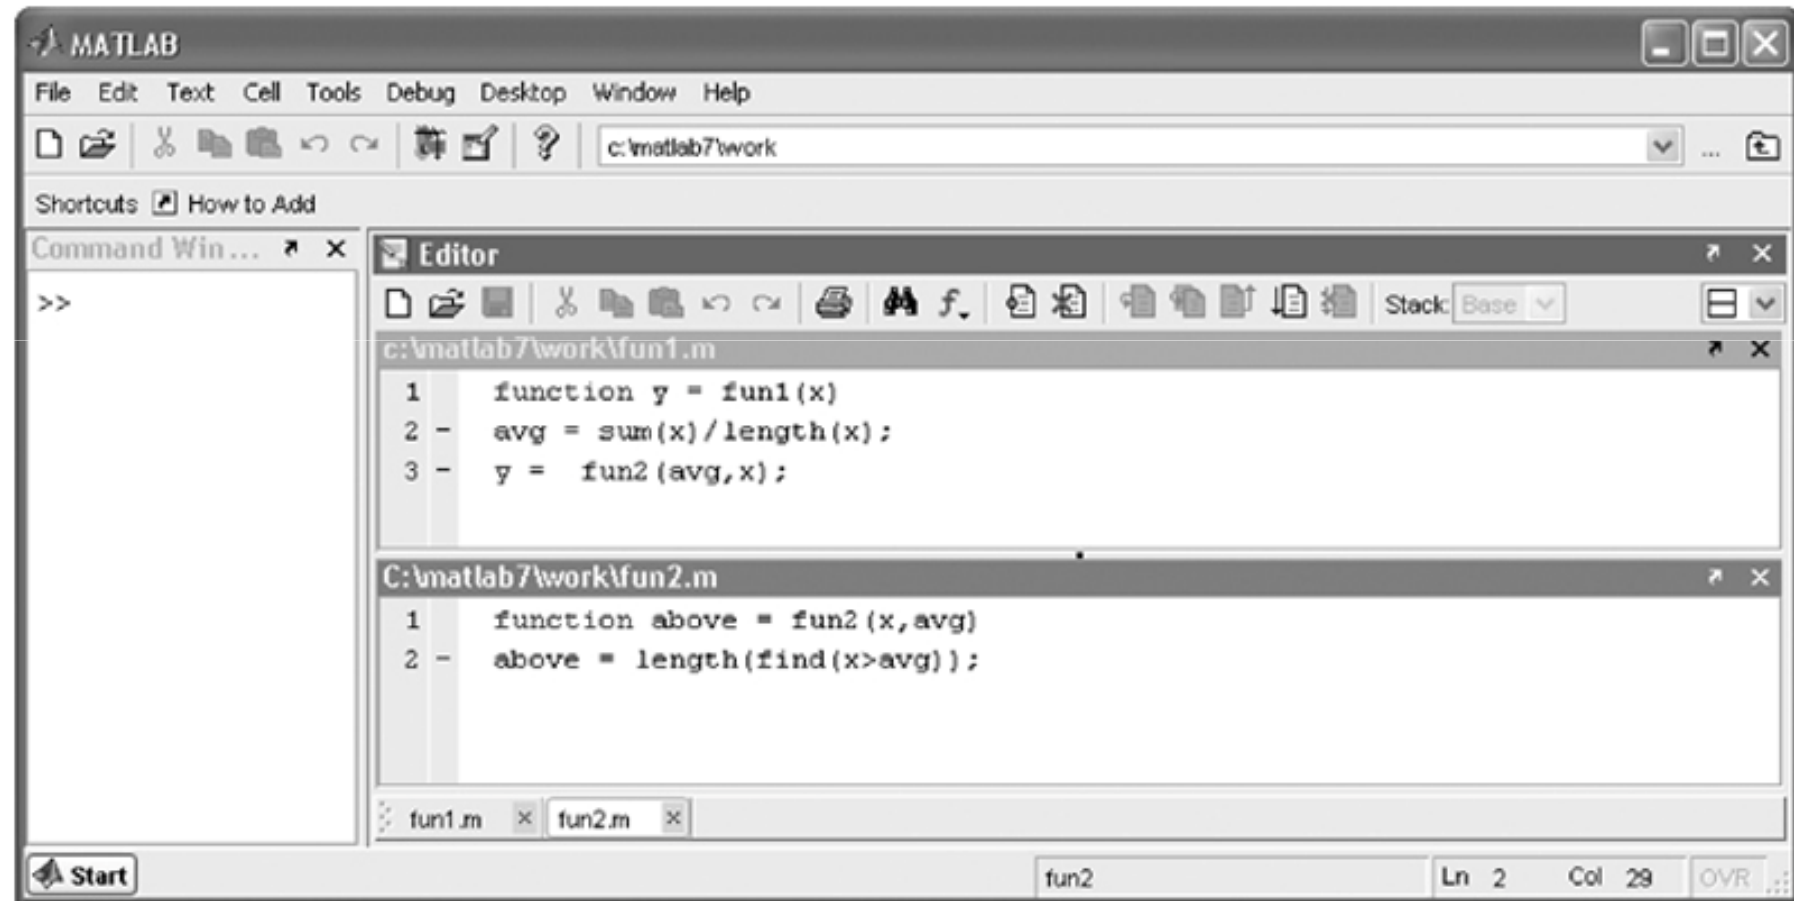 MATLAB
File Edit Text Cell Tools Debug Desktop Window Help
c:\matlab7\work ...
Shortcuts How to Add
Command Win...
>>
Editor
Stack: Base
c:\matlab7\work\fun1.m
1 function y = fun1(x)
2 - avg = sum(x)/length(x);
3 - y =  fun2(avg,x);
C:\matlab7\work\fun2.m
1 function above = fun2(x,avg)
2 - above = length(find(x>avg));
fun1.m fun2.m
Start fun2 Ln 2 Col 29 OVR